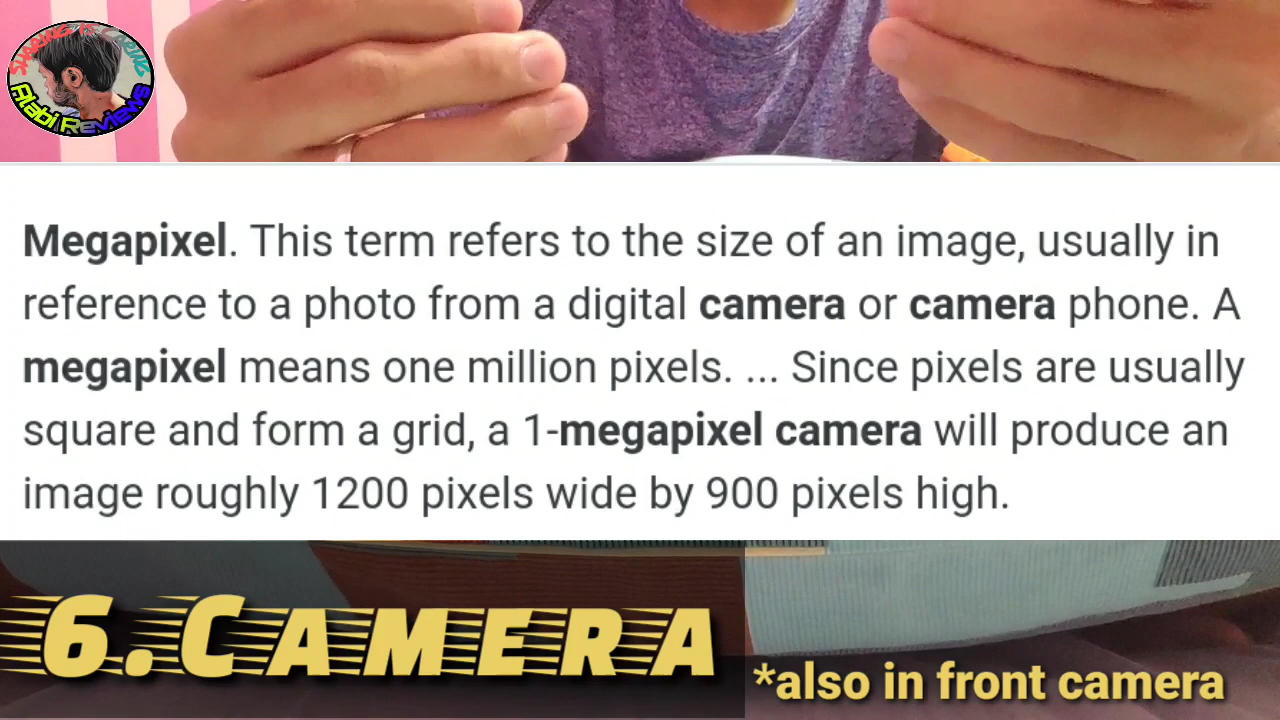 SHARING IS CARING
Alabi Reviews
Megapixel. This term refers to the size of an image, usually in
reference to a photo from a digital camera or camera phone. A
megapixel means one million pixels. ... Since pixels are usually
square and form a grid, a 1-megapixel camera will produce an
image roughly 1200 pixels wide by 900 pixels high.
6.CAMERA
*also in front camera